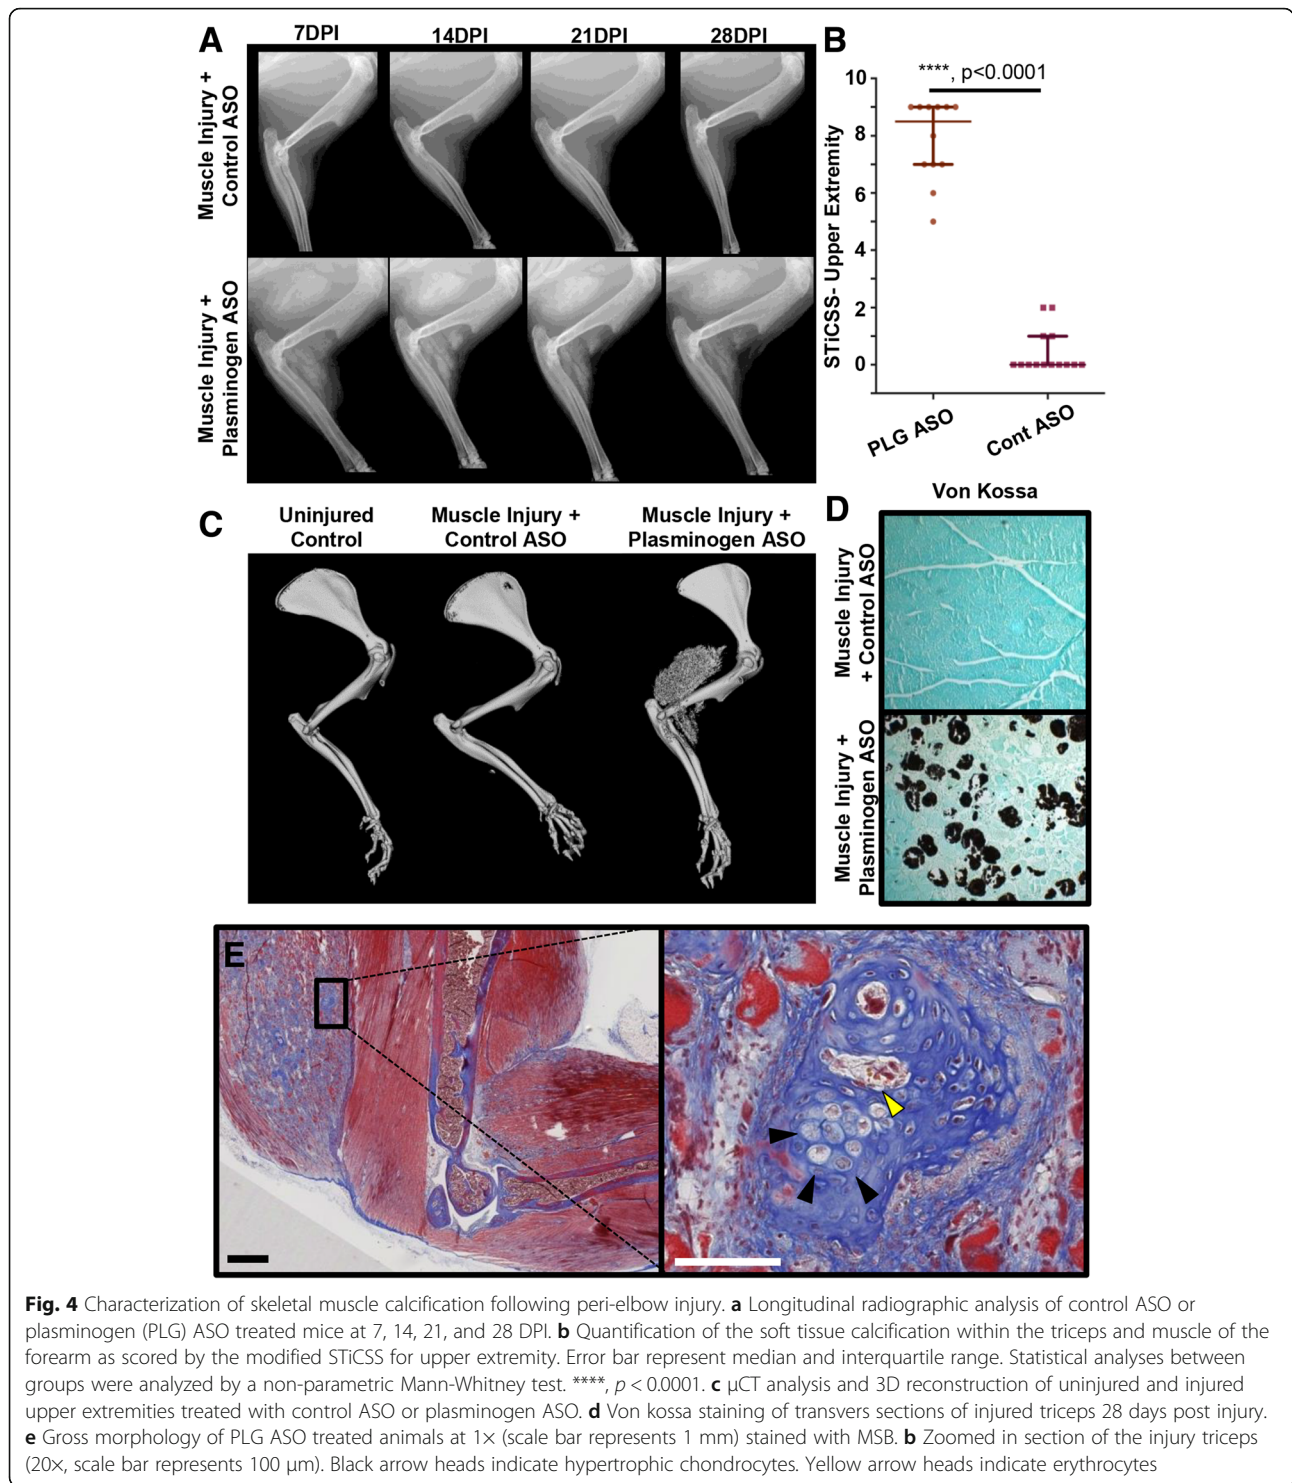 A
7DPI
14DPI
21DPI
28DPI
Muscle Injury +
Control ASO
Muscle Injury +
Plasminogen ASO
B
****, p<0.0001
STiCSS- Upper Extremity
10
8
6
4
2
0
PLG ASO
Cont ASO
C
Uninjured
Control
Muscle Injury +
Control ASO
Muscle Injury +
Plasminogen ASO
D
Von Kossa
Muscle Injury
+ Control ASO
Muscle Injury +
Plasminogen ASO
E
Fig. 4 Characterization of skeletal muscle calcification following peri-elbow injury. a Longitudinal radiographic analysis of control ASO or
plasminogen (PLG) ASO treated mice at 7, 14, 21, and 28 DPI. b Quantification of the soft tissue calcification within the triceps and muscle of the
forearm as scored by the modified STiCSS for upper extremity. Error bar represent median and interquartile range. Statistical analyses between
groups were analyzed by a non-parametric Mann-Whitney test. ****, p < 0.0001. c μCT analysis and 3D reconstruction of uninjured and injured
upper extremities treated with control ASO or plasminogen ASO. d Von kossa staining of transvers sections of injured triceps 28 days post injury.
e Gross morphology of PLG ASO treated animals at 1× (scale bar represents 1 mm) stained with MSB. b Zoomed in section of the injury triceps
(20×, scale bar represents 100 μm). Black arrow heads indicate hypertrophic chondrocytes. Yellow arrow heads indicate erythrocytes